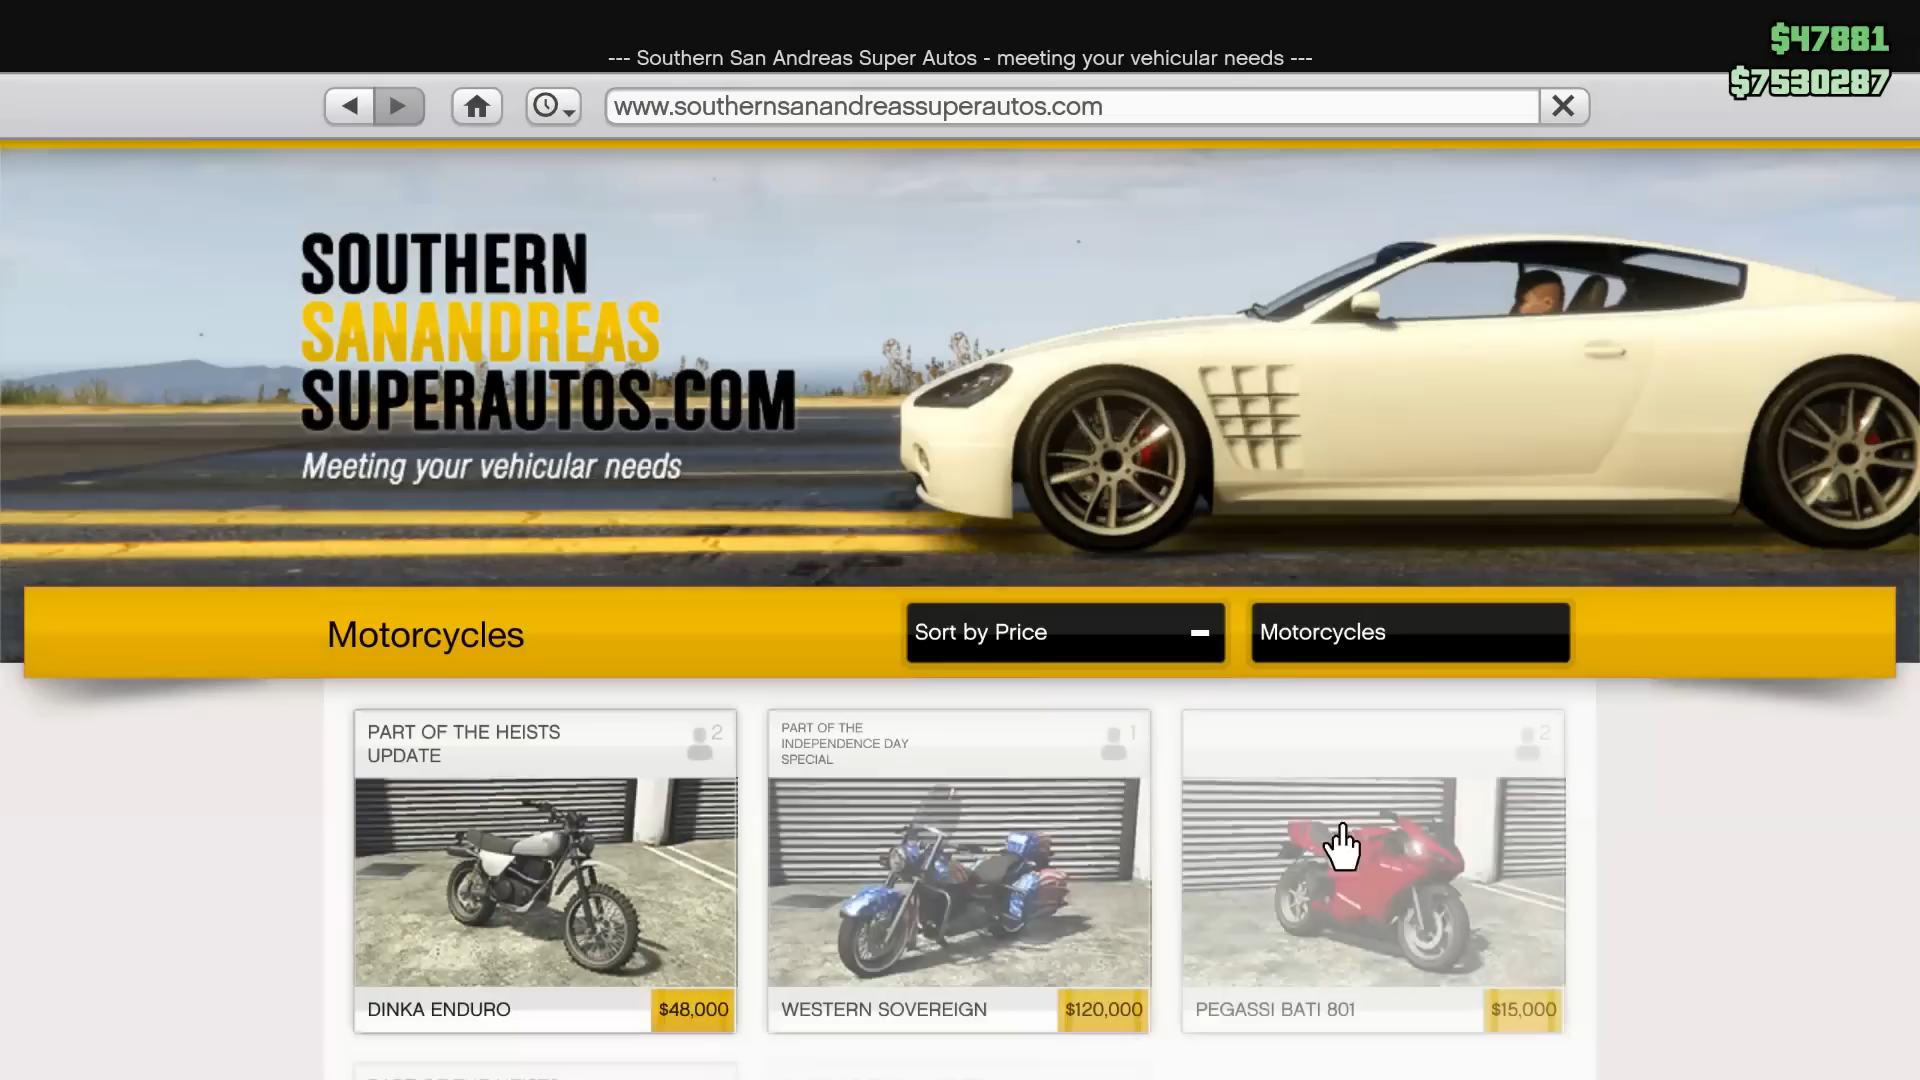 --- Southern San Andreas Super Autos - meeting your vehicular needs ---
$47881
$7530287
www.southernsanandreassuperautos.com
SOUTHERN
SANANDREAS
SUPERAUTOS.COM
Meeting your vehicular needs
Motorcycles
Sort by Price
Motorcycles
PART OF THE HEISTS
UPDATE
2
PART OF THE
INDEPENDENCE DAY
SPECIAL
1
2
DINKA ENDURO
$48,000
WESTERN SOVEREIGN
$120,000
PEGASSI BATI 801
$15,000